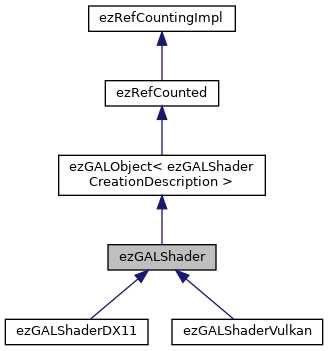 ezRefCountingImpl
ezRefCounted
ezGALObject< ezGALShader
CreationDescription >
ezGALShader
ezGALShaderDX11
ezGALShaderVulkan